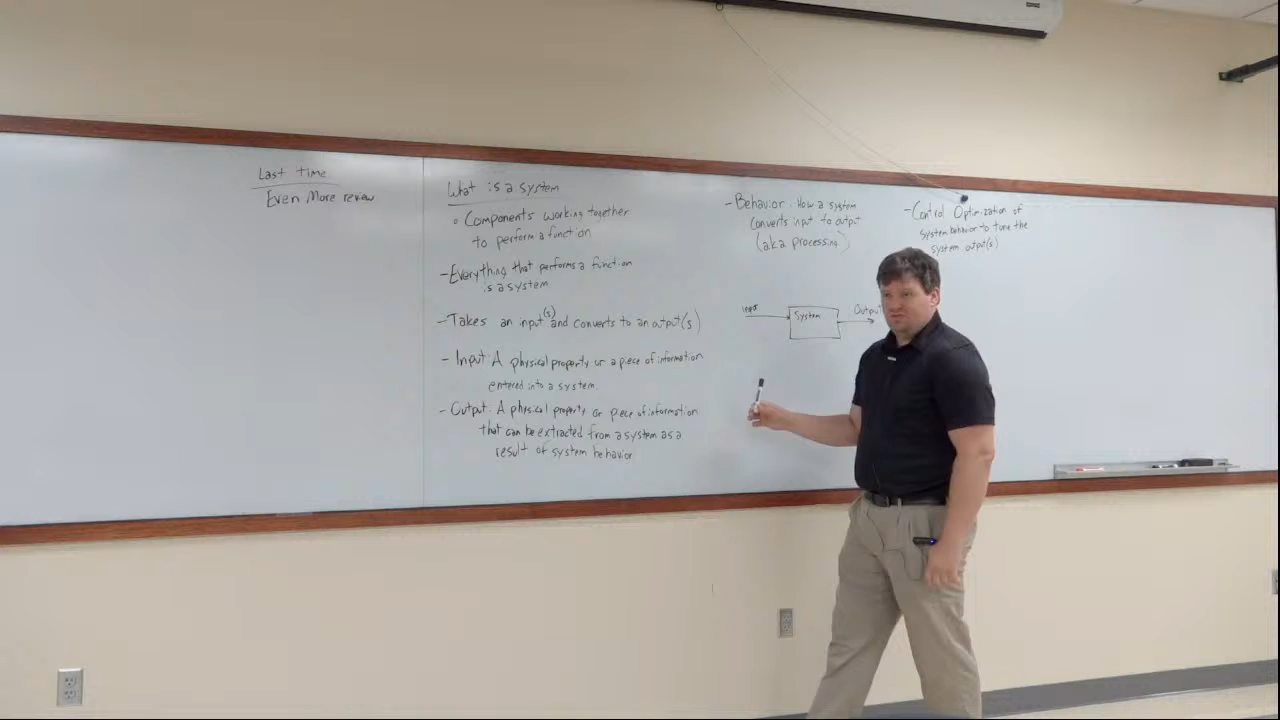 Last time
Even More review
What is a system
◦ Components working together
to perform a function
- Everything that performs a function
is a system
- Takes an input(s) and converts to an output(s)
- Input: A physical property or a piece of information
entered into a system.
- Output: A physical property or piece of information
that can be extracted from a system as a
result of system behavior
- Behavior: How a system
converts input to output
(aka processing)
Input
System
Output
- Control Optimization of
system behavior to tune the
system output(s)